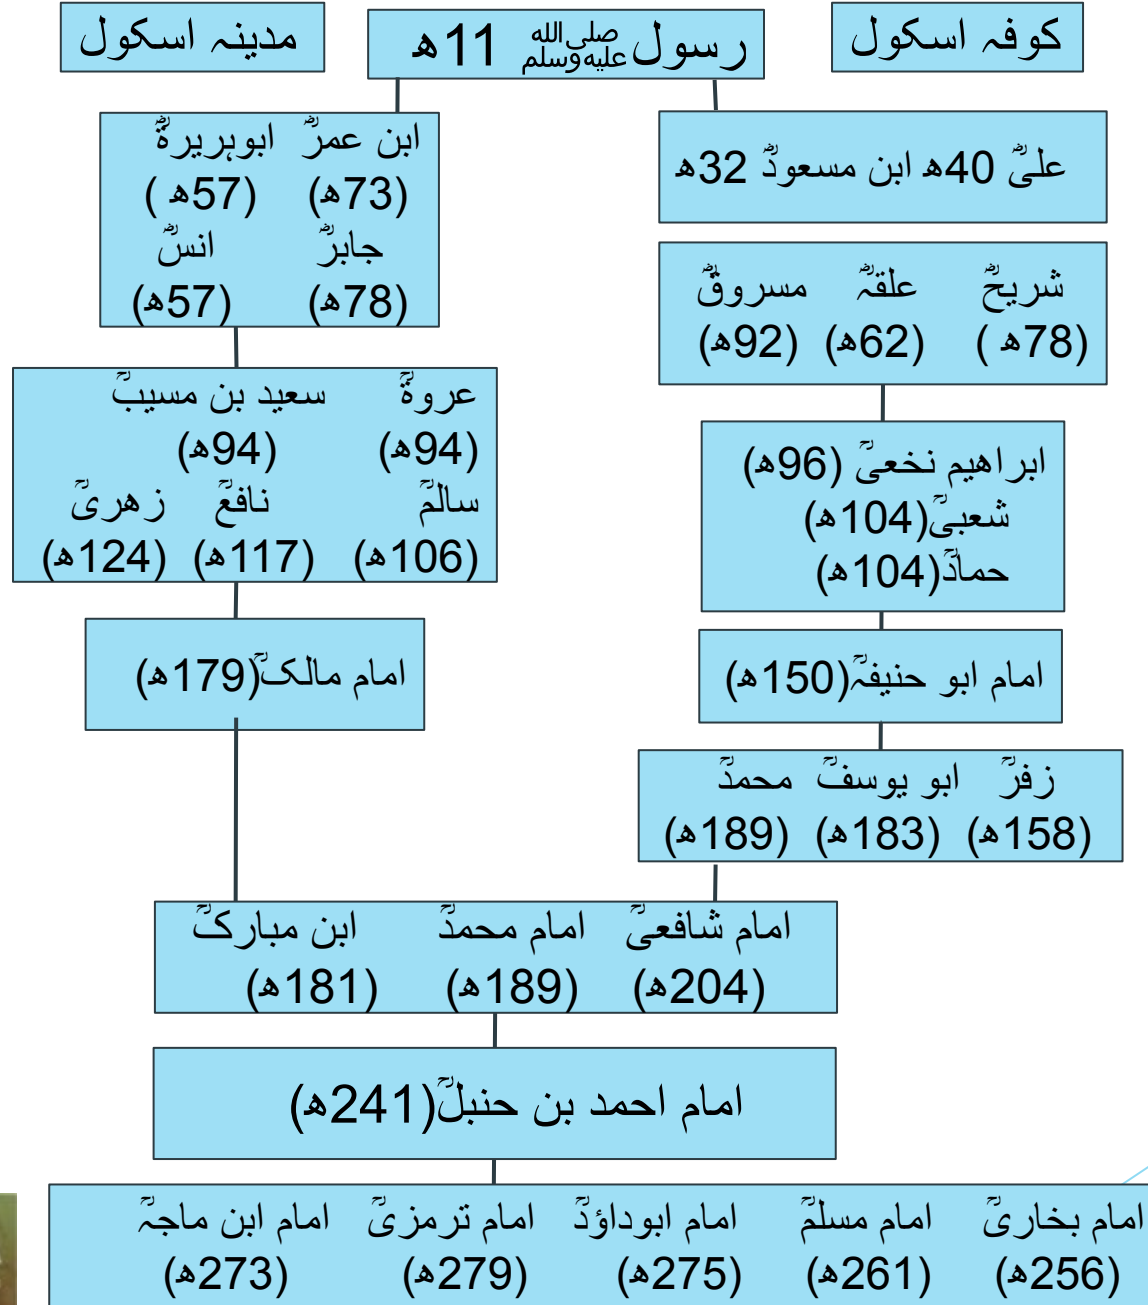 کوفہ اسکول
رسول ﷺ 11ھ
مدینہ اسکول
علیؓ 40ھ ابن مسعودؓ 32ھ
ابن عمرؓ ابوہریرۃؓ
(73ھ) (57ھ )
جابرؓ انسؓ
(78ھ) (57ھ)
شریحؓ علقمہؓ مسروقؓ
(78ھ ) (62ھ) (92ھ)
عروۃؒ سعید بن مسیبؒ
(94ھ) (94ھ)
سالمؒ نافعؒ زھریؒ
(106ھ) (117ھ) (124ھ)
ابراھیم نخعیؒ (96ھ)
شعبیؒ(104ھ)
حمادؒ(104ھ)
امام مالکؒ(179ھ)
امام ابو حنیفہؒ(150ھ)
زفرؒ ابو یوسفؒ محمدؒ
(158ھ) (183ھ) (189ھ)
امام شافعیؒ امام محمدؒ ابن مبارکؒ
(204ھ) (189ھ) (181ھ)
امام احمد بن حنبلؒ(241ھ)
امام بخاریؒ امام مسلمؒ امام ابوداؤدؒ امام ترمزیؒ امام ابن ماجہؒ
(256ھ) (261ھ) (275ھ) (279ھ) (273ھ)